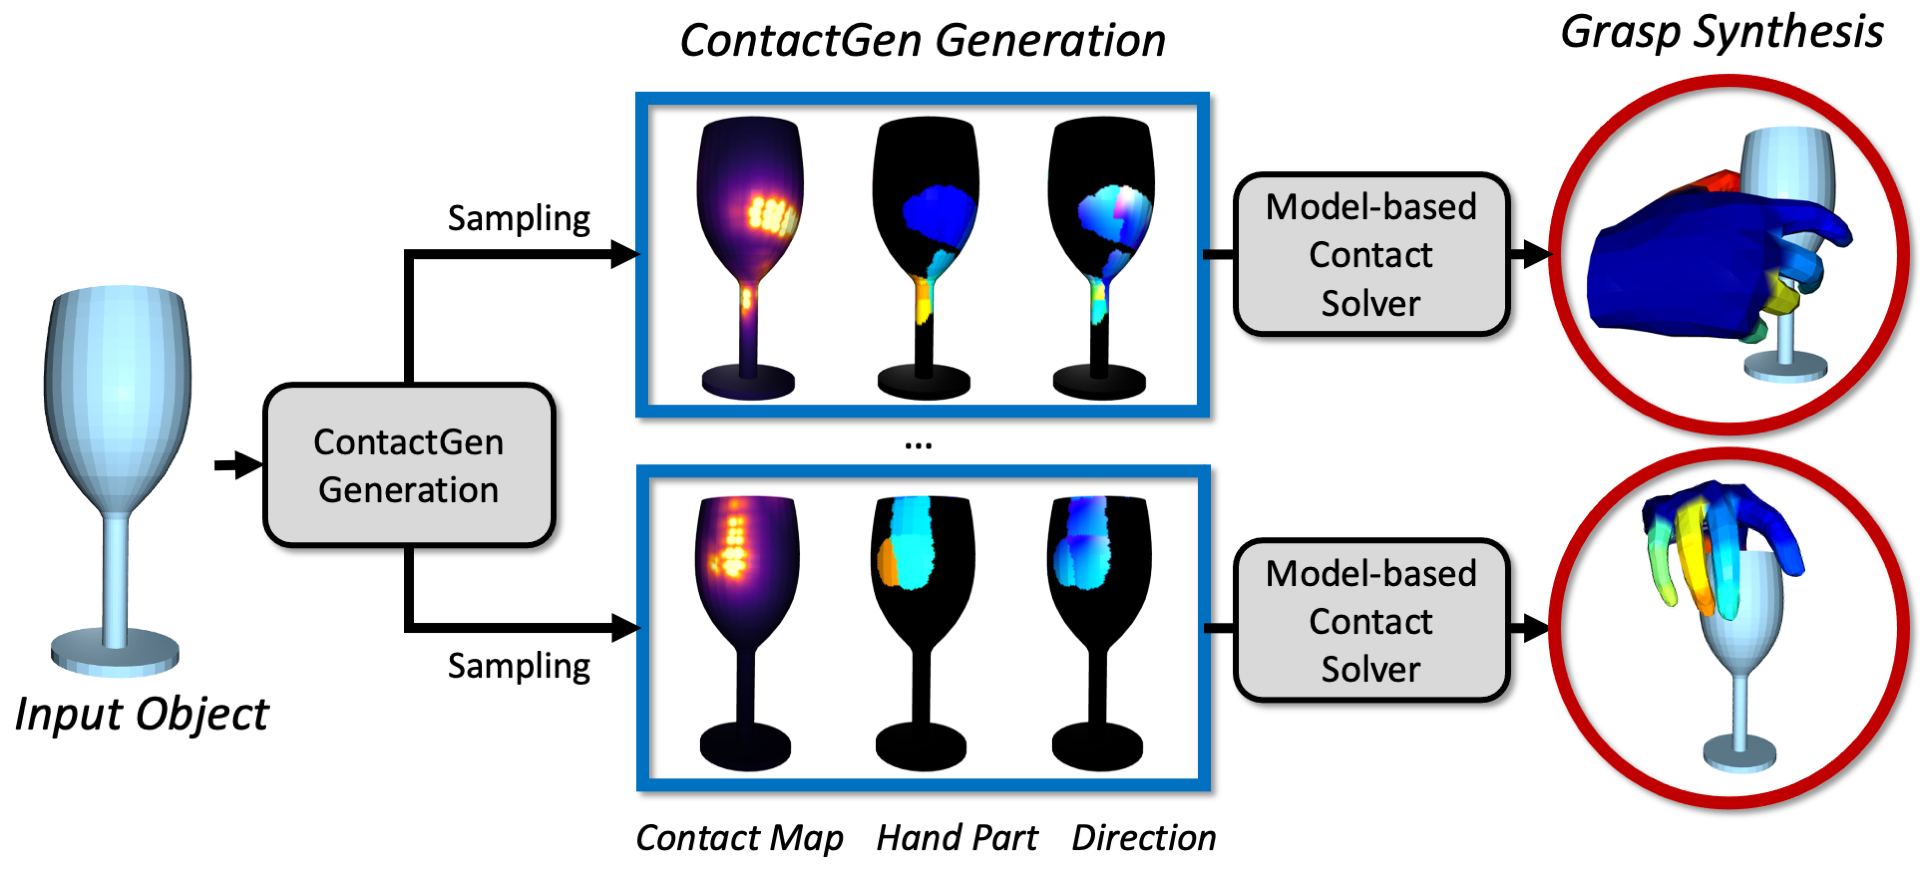 ContactGen Generation
Grasp Synthesis
Sampling
Model-based
Contact
Solver
ContactGen
Generation
...
Sampling
Model-based
Contact
Solver
Input Object
Contact Map
Hand Part
Direction